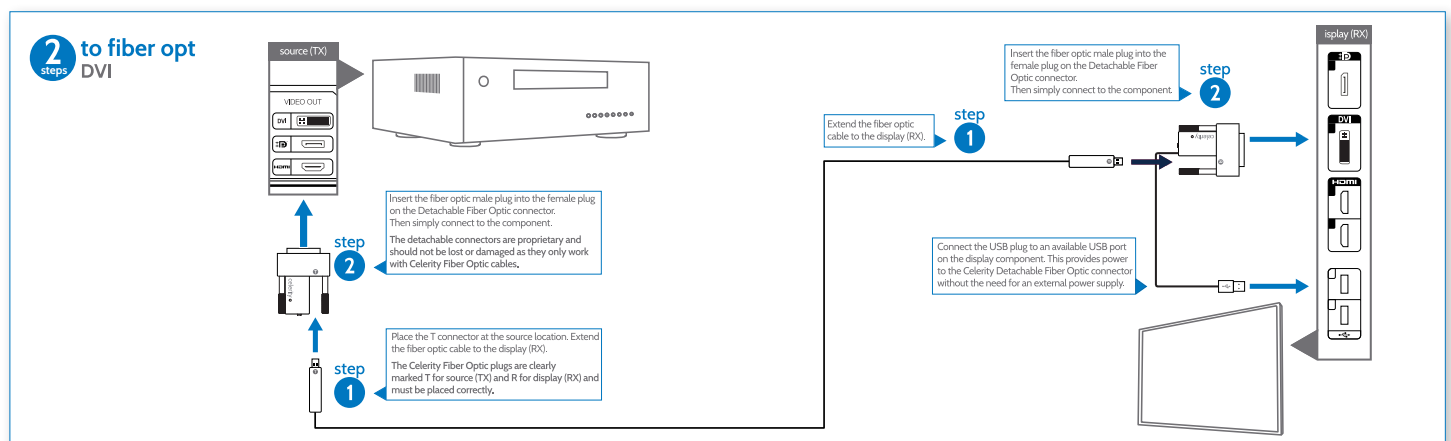 2
steps
to fiber opt
DVI
source (TX)
VIDEO OUT
DVI
HDMI
Insert the fiber optic male plug into the female plug
on the Detachable Fiber Optic connector.
Then simply connect to the component.
The detachable connectors are proprietary and
should not be lost or damaged as they only work
with Celerity Fiber Optic cables.
step
2
celerity
Place the T connector at the source location. Extend
the fiber optic cable to the display (RX).
The Celerity Fiber Optic plugs are clearly
marked T for source (TX) and R for display (RX) and
must be placed correctly.
step
1
Extend the fiber optic
cable to the display (RX).
step
1
Insert the fiber optic male plug into the
female plug on the Detachable Fiber
Optic connector.
Then simply connect to the component.
step
2
celerity
Connect the USB plug to an available USB port
on the display component. This provides power
to the Celerity Detachable Fiber Optic connector
without the need for an external power supply.
isplay (RX)
DVI
HDMI